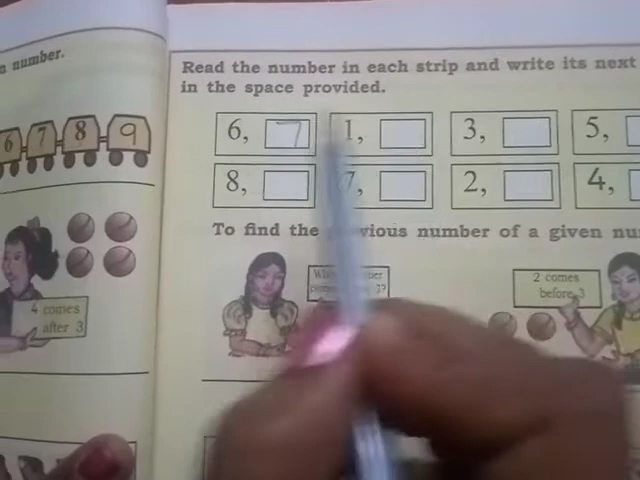 n number.
6 7 8 9
4 comes
after 3
Read the number in each strip and write its next
in the space provided.
6, 7 1, 3, 5,
8, 7, 2, 4,
To find the vious number of a given nu
3?
2 comes
before 3